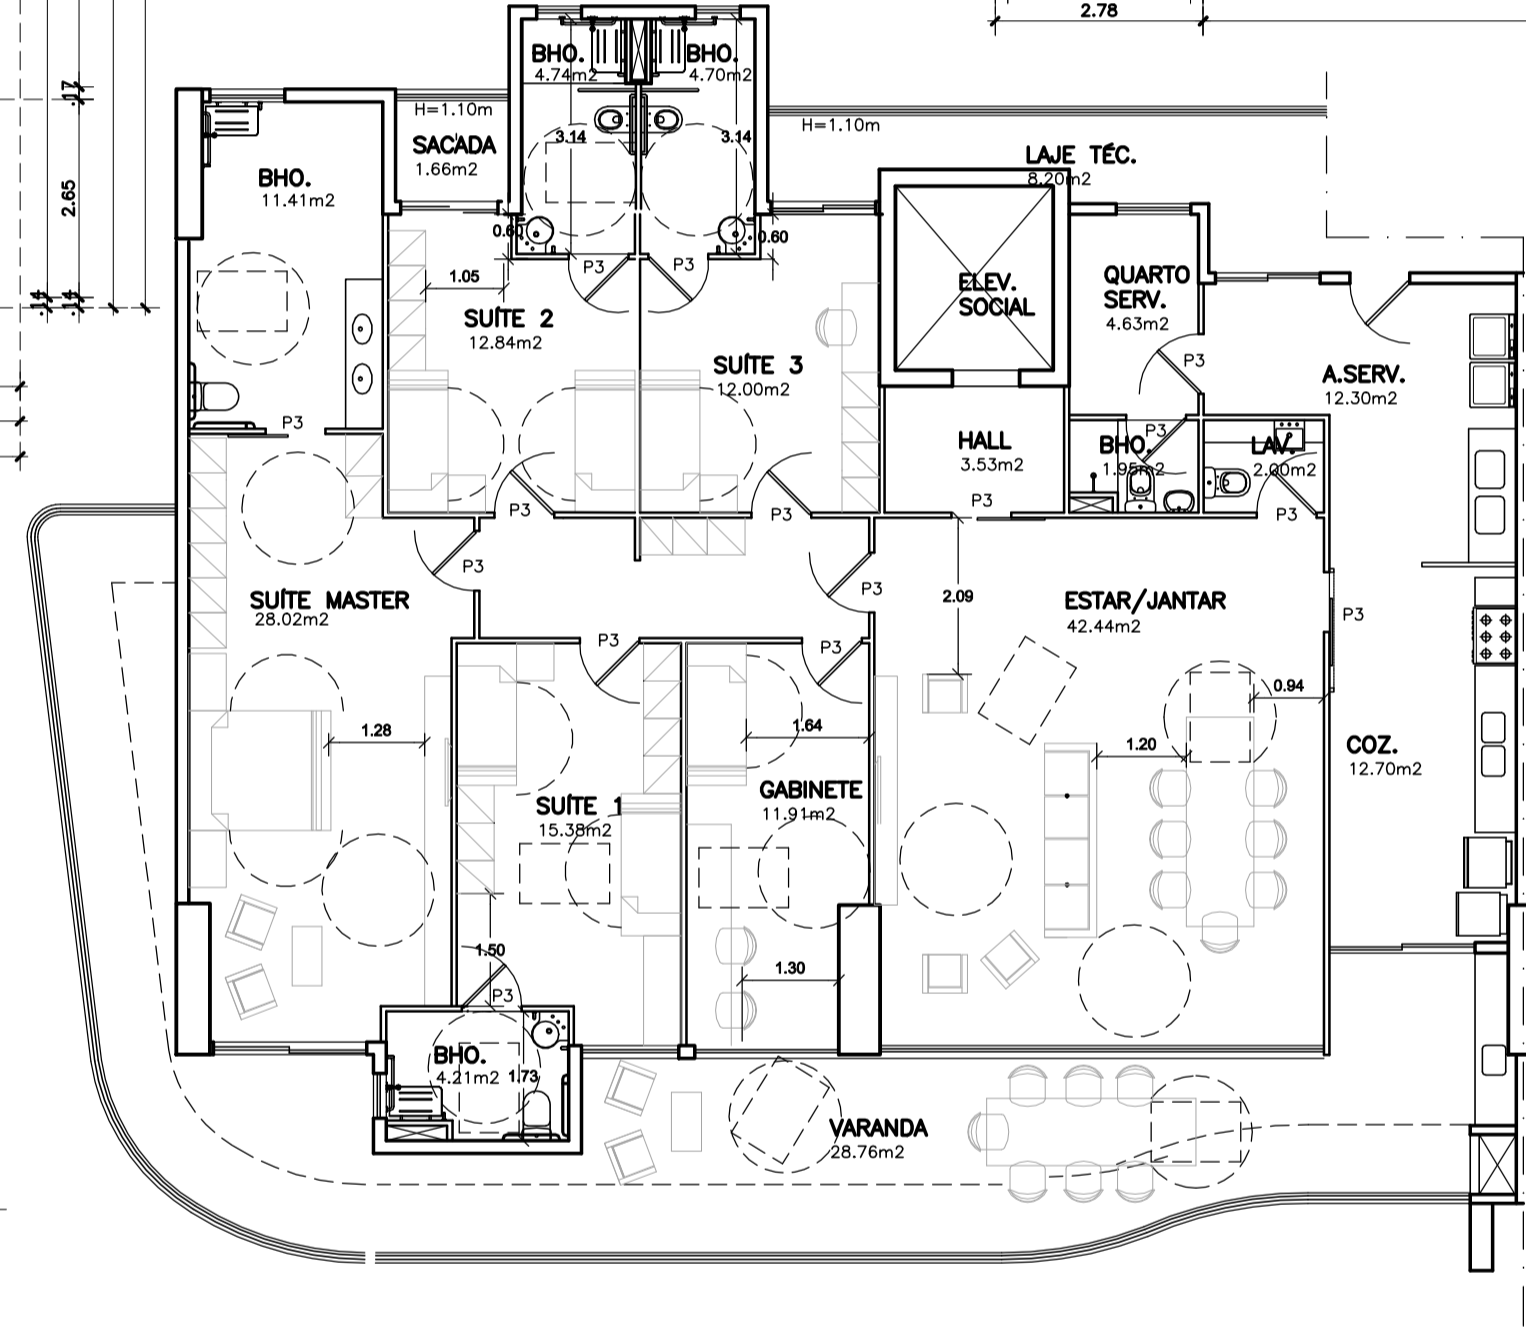 2.78
BHO.
4.74m2
BHO.
4.70m2
.17
H=1.10m
H=1.10m
3.14
3.14
SACADA
1.66m2
LAJE TÉC.
8.20m2
BHO.
11.41m2
2.65
0.60
0.60
P3
P3
1.05
ELEV.
SOCIAL
QUARTO
SERV.
4.63m2
.14
.14
SUÍTE 2
12.84m2
SUÍTE 3
12.00m2
P3
A.SERV.
12.30m2
P3
HALL
3.53m2
BHO.
1.95m2
P3
LAV.
2.00m2
P3
P3
P3
P3
P3
P3
2.09
SUÍTE MASTER
28.02m2
ESTAR/JANTAR
42.44m2
P3
P3
P3
0.94
1.28
1.64
1.20
COZ.
12.70m2
SUÍTE 1
15.38m2
GABINETE
11.91m2
1.50
P3
1.30
BHO.
4.21m2
1.73
VARANDA
28.76m2